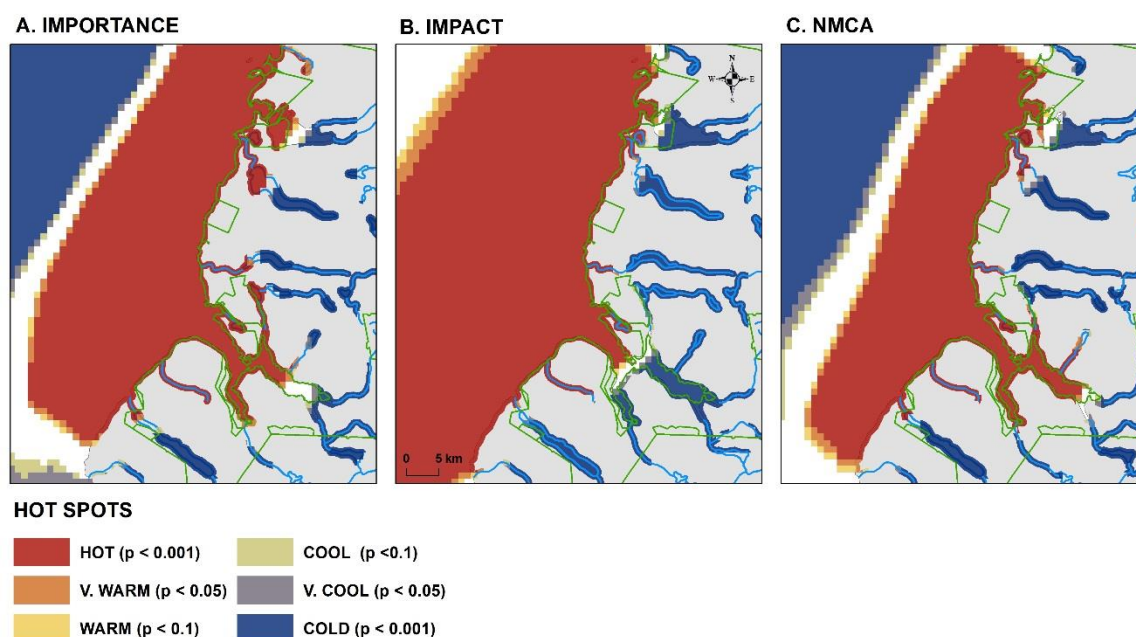 A. IMPORTANCE
B. IMPACT
C. NMCA
N
W E
S
0 5 km
HOT SPOTS
HOT (p < 0.001)
COOL (p <0.1)
V. WARM (p < 0.05)
V. COOL (p < 0.05)
WARM (p < 0.1)
COLD (p < 0.001)